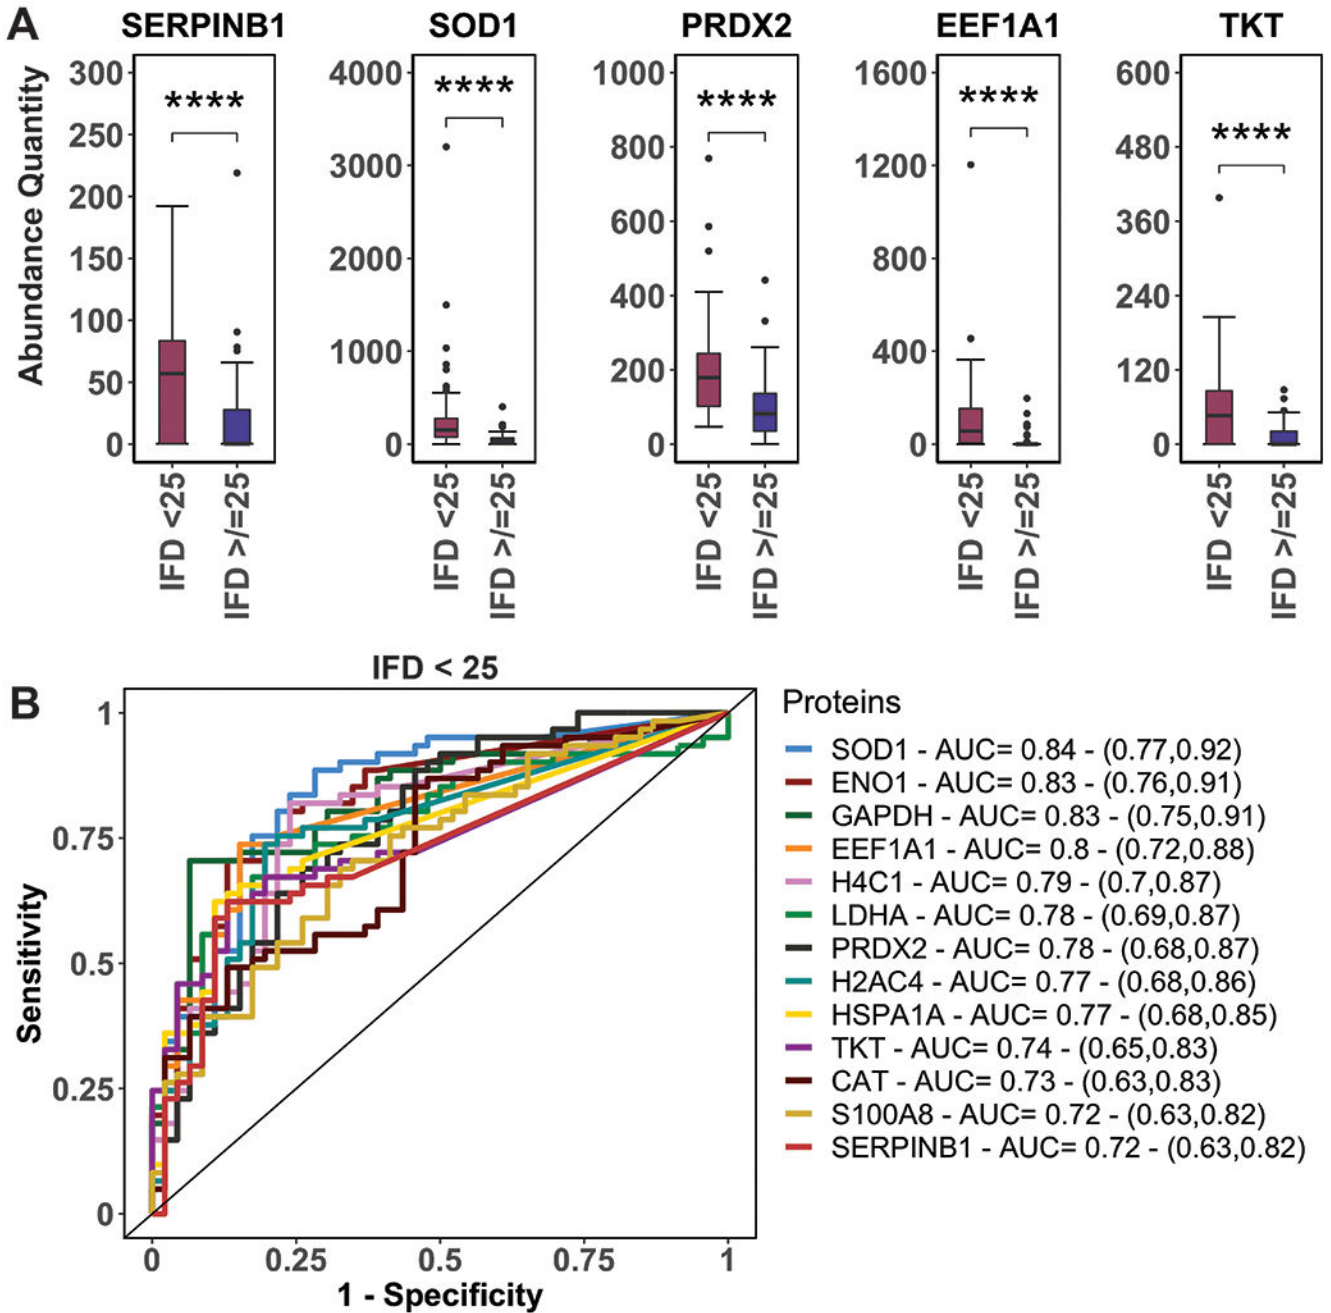 A
SERPINB1 SOD1 PRDX2 EEF1A1 TKT
Abundance Quantity
300
250
200
150
100
50
0
****
IFD <25
IFD >/=25
4000
3000
2000
1000
0
****
IFD <25
IFD >/=25
1000
800
600
400
200
0
****
IFD <25
IFD >/=25
1600
1200
800
400
0
****
IFD <25
IFD >/=25
600
480
360
240
120
0
****
IFD <25
IFD >/=25
B
IFD < 25
Sensitivity
1
0.75
0.5
0.25
0
0 0.25 0.5 0.75 1
1 - Specificity
Proteins
SOD1 - AUC= 0.84 - (0.77,0.92)
ENO1 - AUC= 0.83 - (0.76,0.91)
GAPDH - AUC= 0.83 - (0.75,0.91)
EEF1A1 - AUC= 0.8 - (0.72,0.88)
H4C1 - AUC= 0.79 - (0.7,0.87)
LDHA - AUC= 0.78 - (0.69,0.87)
PRDX2 - AUC= 0.78 - (0.68,0.87)
H2AC4 - AUC= 0.77 - (0.68,0.86)
HSPA1A - AUC= 0.77 - (0.68,0.85)
TKT - AUC= 0.74 - (0.65,0.83)
CAT - AUC= 0.73 - (0.63,0.83)
S100A8 - AUC= 0.72 - (0.63,0.82)
SERPINB1 - AUC= 0.72 - (0.63,0.82)